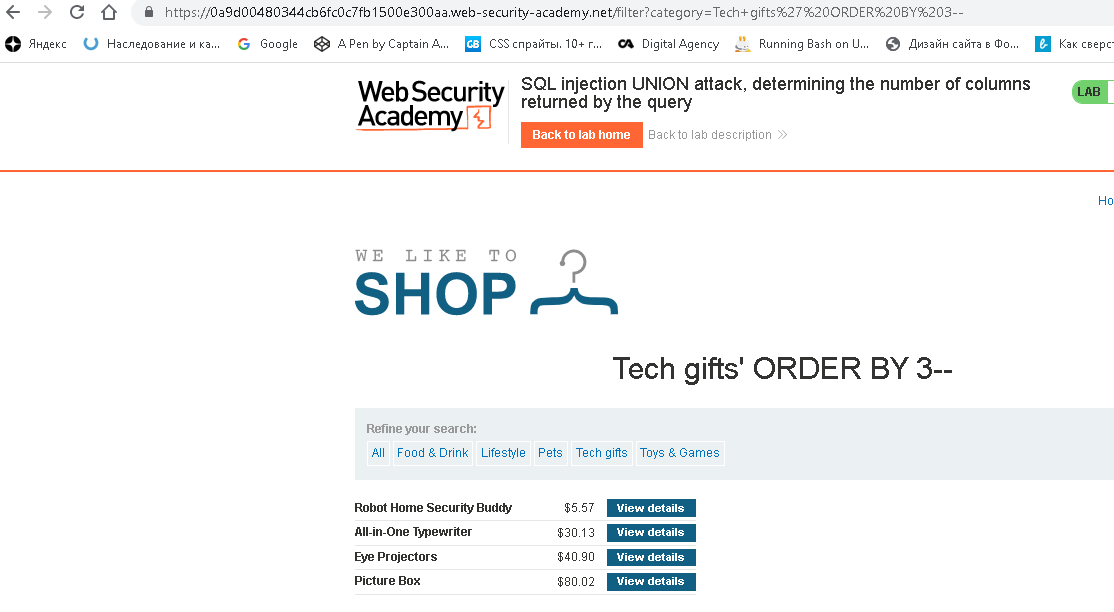 https://0a9d00480344cb6fc0c7fb1500e300aa.web-security-academy.net/filter?category=Tech+gifts%27%20ORDER%20BY%203--
Яндекс Наследование и ка... Google A Pen by Captain A... CSS спрайты. 10+ г... Digital Agency Running Bash on U... Дизайн сайта в Фо... Как сверст
WebSecurity
Academy
SQL injection UNION attack, determining the number of columns
returned by the query
LAB
Back to lab home Back to lab description
Ho
WE LIKE TO
SHOP
Tech gifts' ORDER BY 3--
Refine your search:
All Food & Drink Lifestyle Pets Tech gifts Toys & Games
Robot Home Security Buddy $5.57 View details
All-in-One Typewriter $30.13 View details
Eye Projectors $40.90 View details
Picture Box $80.02 View details